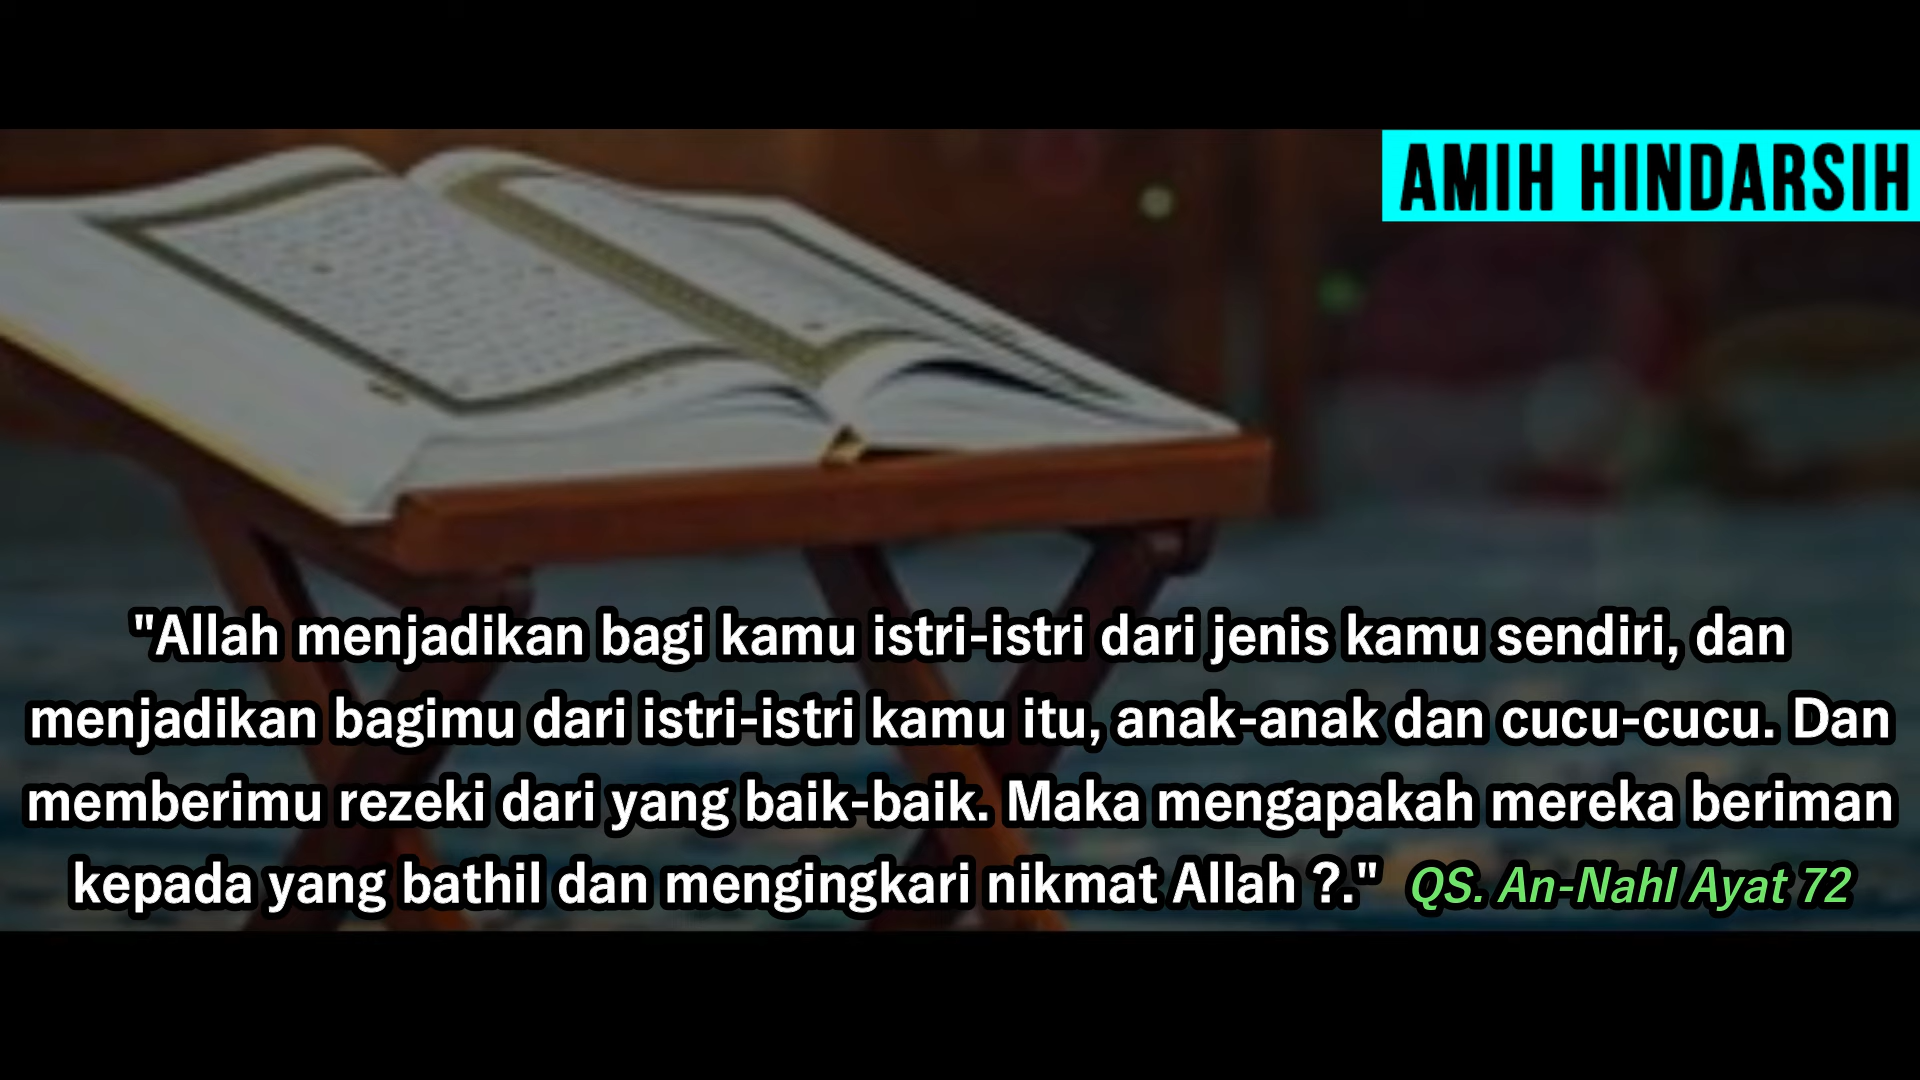 AMIH HINDARSIH
"Allah menjadikan bagi kamu istri-istri dari jenis kamu sendiri, dan
menjadikan bagimu dari istri-istri kamu itu, anak-anak dan cucu-cucu. Dan
memberimu rezeki dari yang baik-baik. Maka mengapakah mereka beriman
kepada yang bathil dan mengingkari nikmat Allah ?." QS. An-Nahl Ayat 72